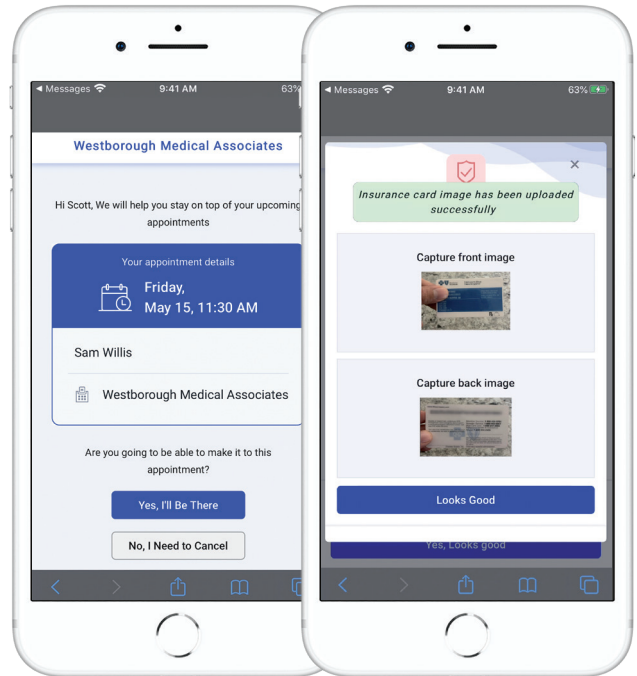 Messages
9:41 AM
63%
Westborough Medical Associates
Hi Scott, We will help you stay on top of your upcoming
appointments
Your appointment details
Friday,
May 15, 11:30 AM
Sam Willis
Westborough Medical Associates
Are you going to be able to make it to this
appointment?
Yes, I'll Be There
No, I Need to Cancel
Messages
9:41 AM
63%
Insurance card image has been uploaded
successfully
Capture front image
Capture back image
Looks Good
Yes, Looks good